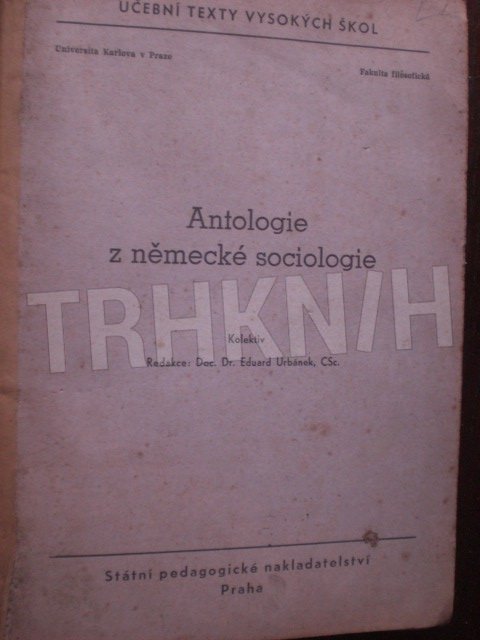 UČEBNÍ TEXTY VYSOKÝCH ŠKOL
Universita Karlova v Praze
Fakulta filosofická
Antologie
z německé sociologie
TRHKNIH
Kolektiv
Redakce: Doc. Dr. Eduard Urbánek, CSc.
Státní pedagogické nakladatelství
Praha